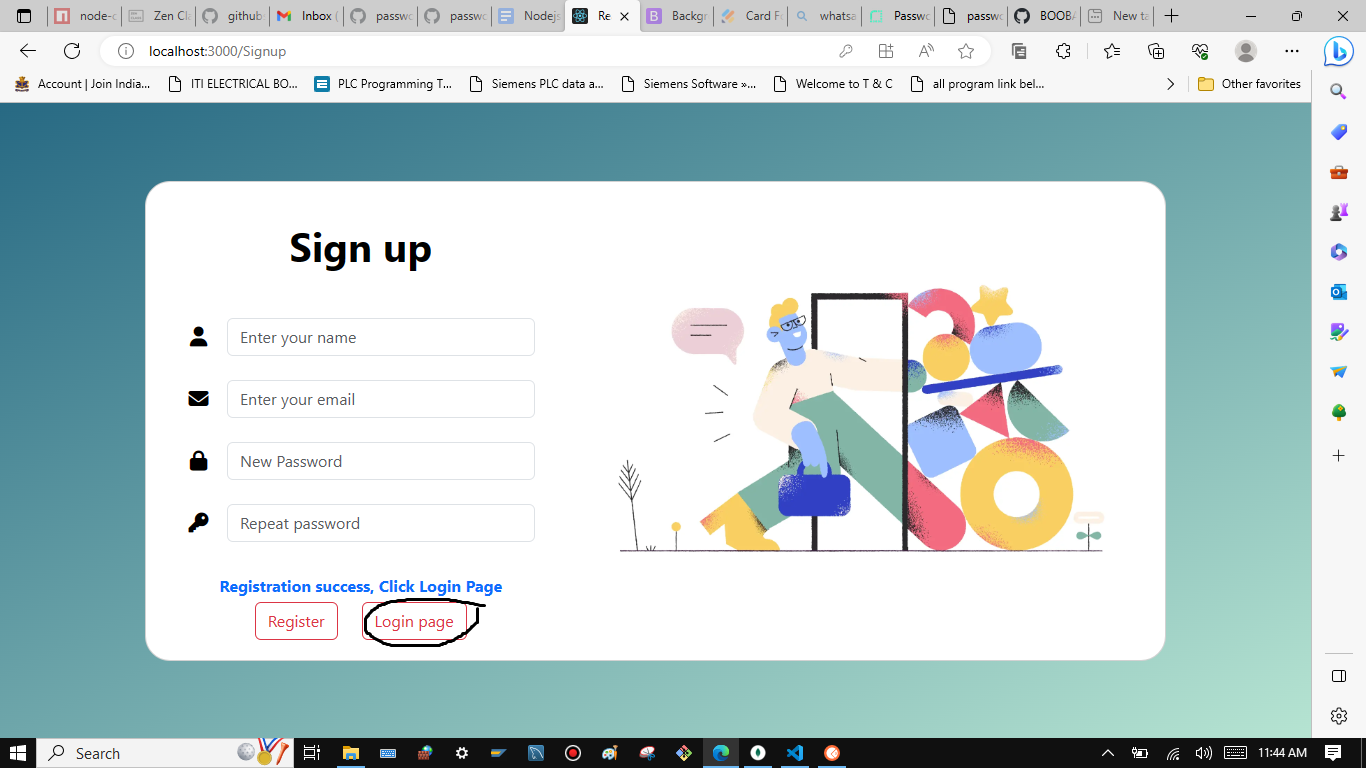 node-c
Zen Cla
github
Inbox (
passwo
passwo
Nodejs
Re
Backgr
Card Fo
whatsa
Passwo
passwo
BOOBA
New ta
localhost:3000/Signup
Account | Join India...
ITI ELECTRICAL BO...
PLC Programming T...
Siemens PLC data a...
Siemens Software »...
Welcome to T & C
all program link bel...
Other favorites
Sign up
Enter your name
Enter your email
New Password
Repeat password
Registration success, Click Login Page
Register
Login page
Search
11:44 AM